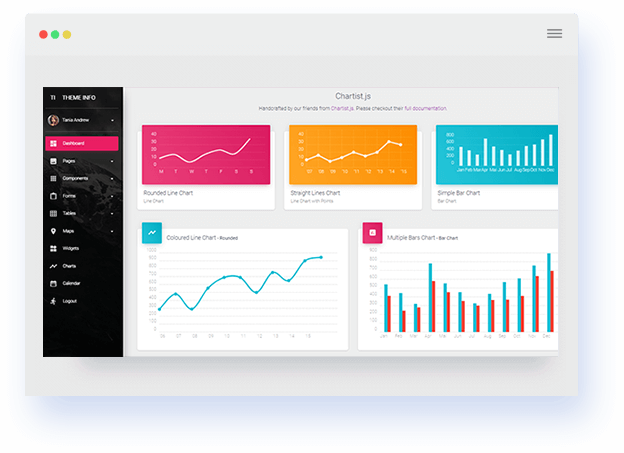 TI THEME INFO
Tania Andrew
Dashboard
Pages
Components
Forms
Tables
Maps
Widgets
Charts
Calendar
Logout
Chartist.js
Handcrafted by our friends from Chartist.js. Please checkout their full documentation.
40
30
20
10
0
M T W T F S S
Rounded Line Chart
Line Chart
40
30
20
10
0
'07 '08 '09 '10 '11 '12 '13 '14 '15
Straight Lines Chart
Line Chart with Points
800
600
400
200
0
Jan Feb Mar Apr Mai Jun Jul Aug Sep Oct Nov Dec
Simple Bar Chart
Bar Chart
Coloured Line Chart - Rounded
1000
900
800
700
600
500
400
300
200
100
0
'06 '07 '08 '09 '10 '11 '12 '13 '14 '15
Multiple Bars Chart - Bar Chart
900
800
700
600
500
400
300
200
100
0
Jan Feb Mar Apr Mai Jun Jul Aug Sep Oct Nov Dec